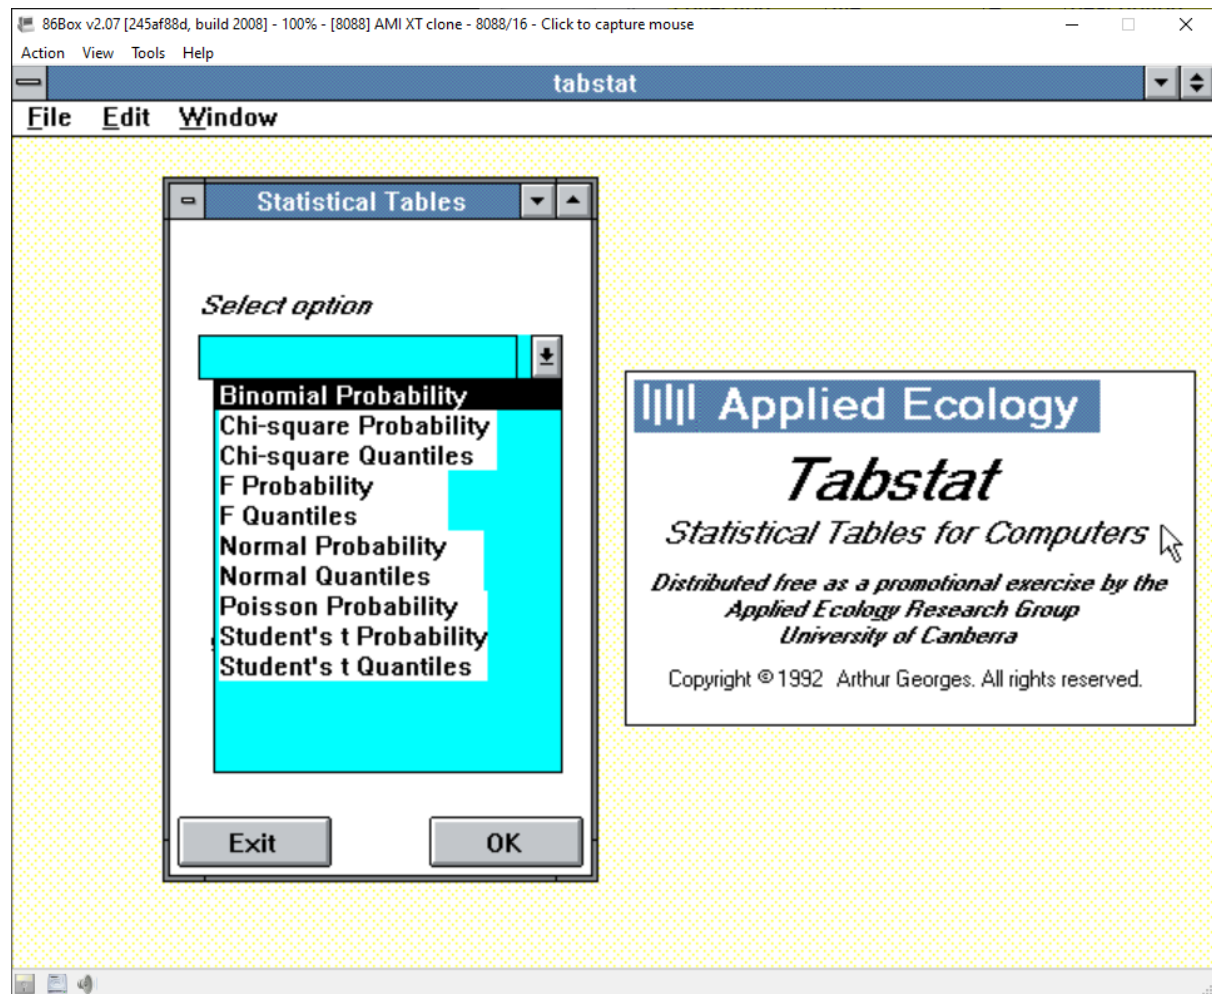 86Box v2.07 [245af88d, build 2008] - 100% - [8088] AMI XT clone - 8088/16 - Click to capture mouse
Action View Tools Help
tabstat
File Edit Window
Statistical Tables
Select option
Binomial Probability
Chi-square Probability
Chi-square Quantiles
F Probability
F Quantiles
Normal Probability
Normal Quantiles
Poisson Probability
Student's t Probability
Student's t Quantiles
Exit OK
Applied Ecology
Tabstat
Statistical Tables for Computers
Distributed free as a promotional exercise by the
Applied Ecology Research Group
University of Canberra
Copyright © 1992 Arthur Georges. All rights reserved.